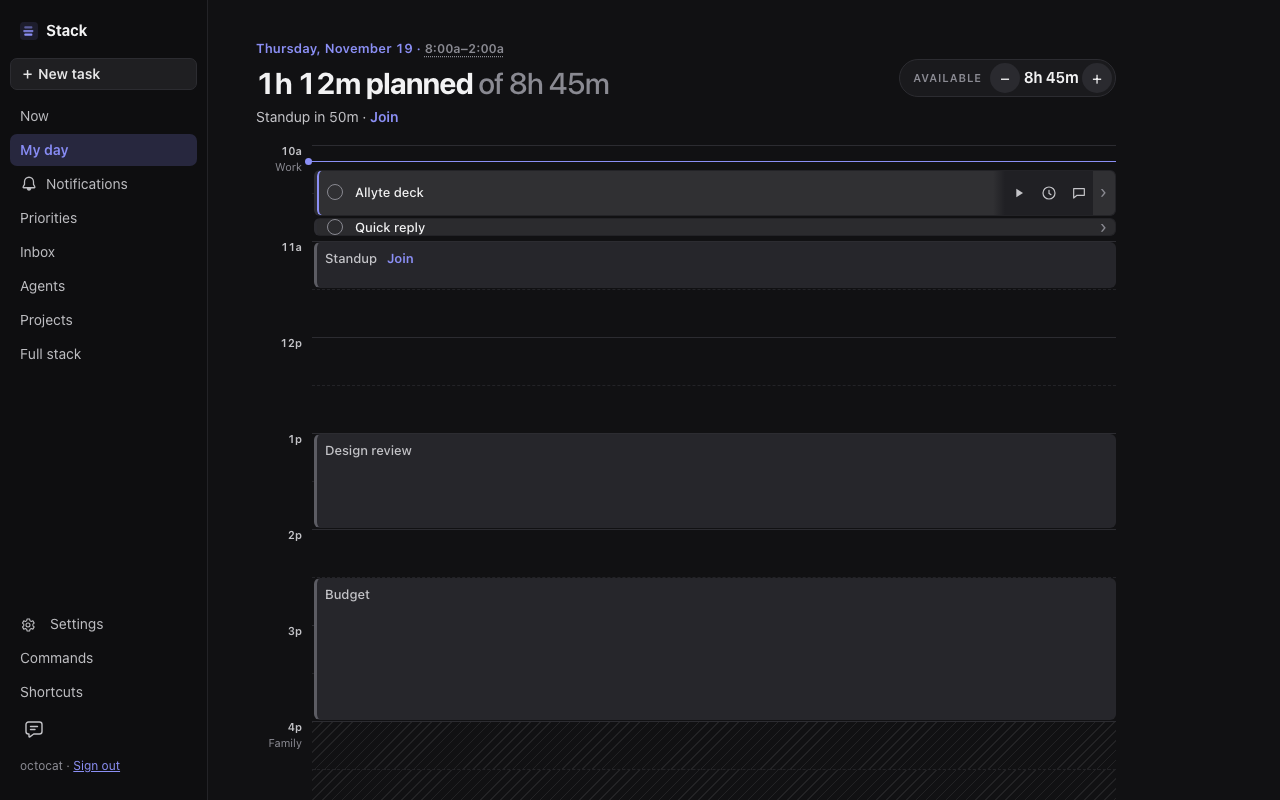 Stack
+ New task
Now
My day
Notifications
Priorities
Inbox
Agents
Projects
Full stack
Settings
Commands
Shortcuts
octocat · Sign out
Thursday, November 19 · 8:00a–2:00a
1h 12m planned of 8h 45m
Standup in 50m · Join
AVAILABLE − 8h 45m +
10a
Work
Allyte deck
Quick reply
11a
Standup Join
12p
1p
Design review
2p
Budget
3p
4p
Family